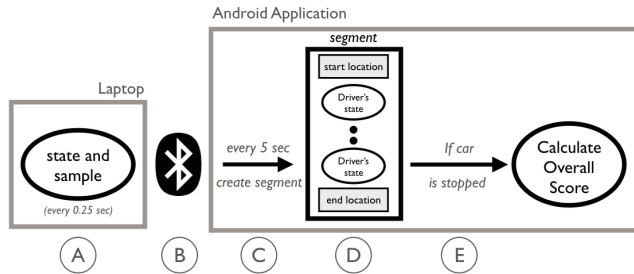 Android Application
segment
start location
Laptop
Driver's
state
state and
sample
(every 0.25 sec)
every 5 sec
create segment
Driver's
state
end location
If car
is stopped
Calculate
Overall
Score
A
B
C
D
E